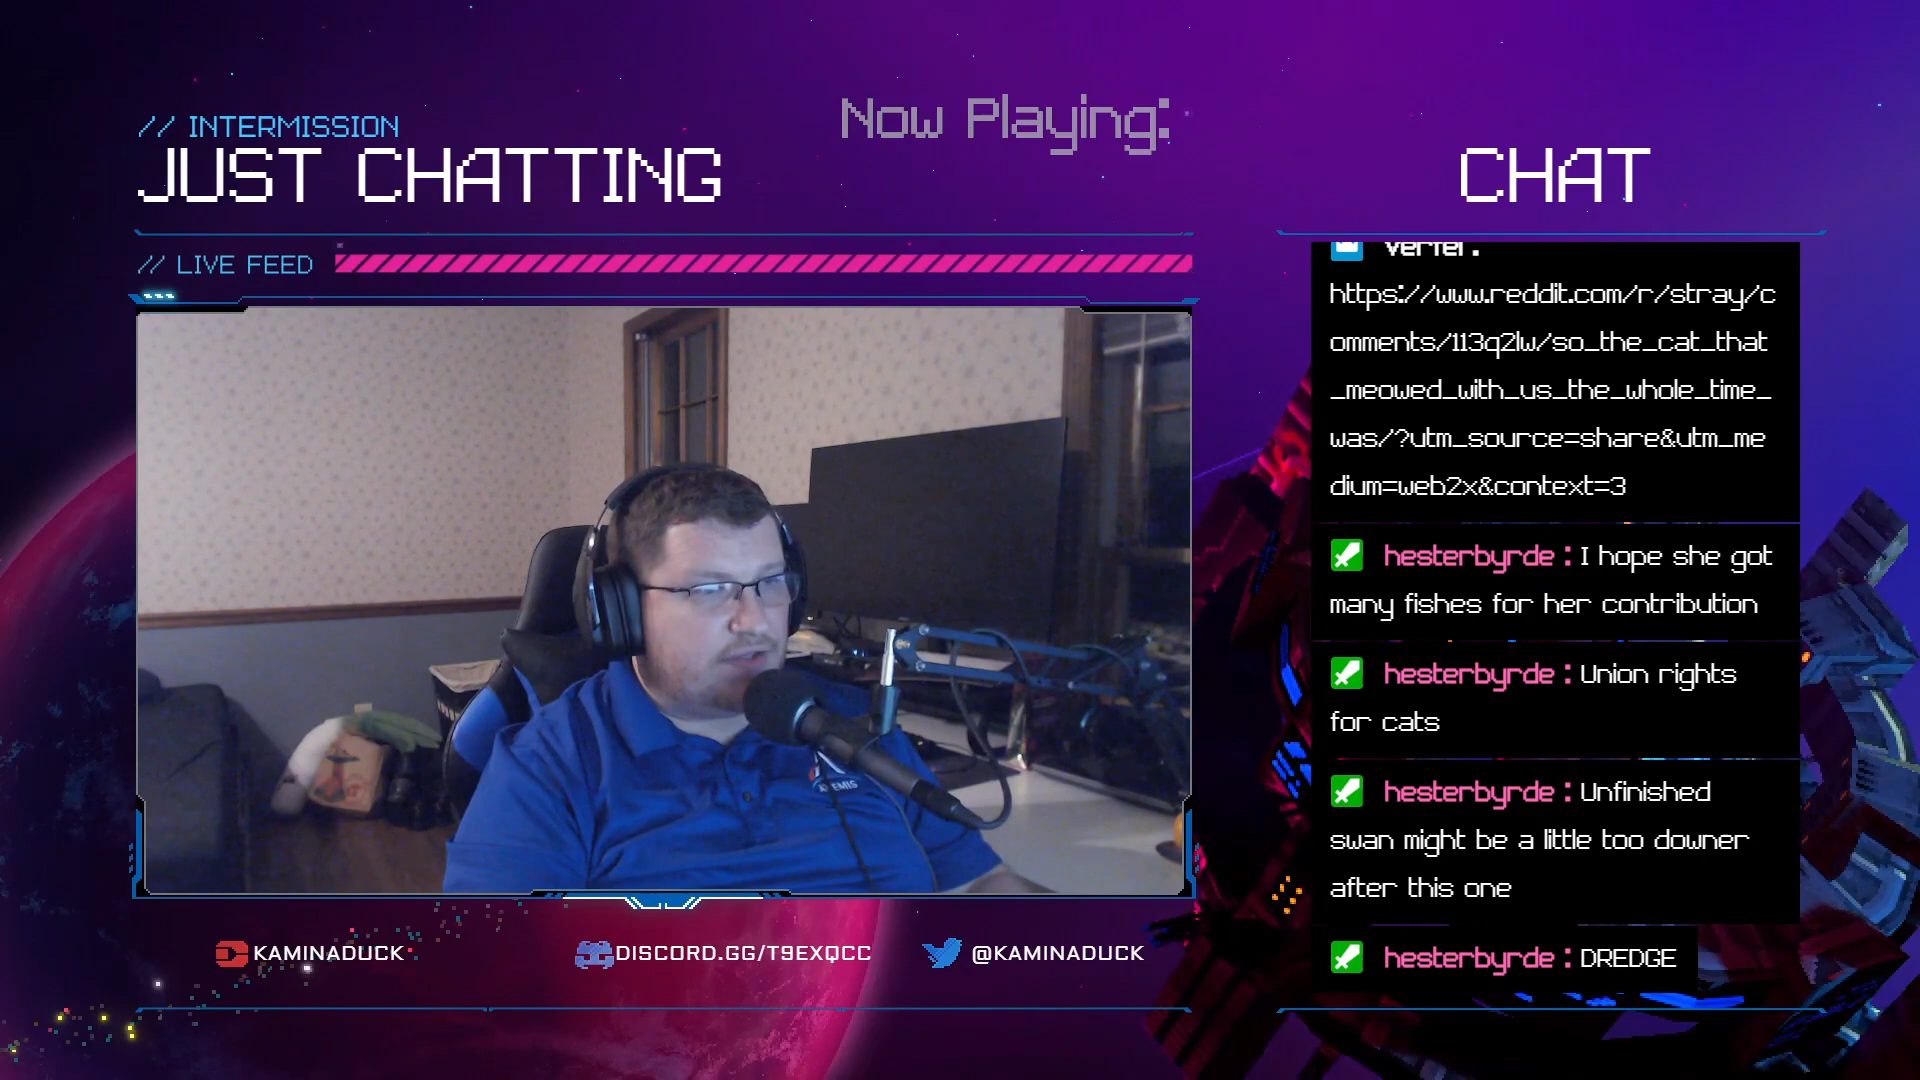 // INTERMISSION
JUST CHATTING
Now Playing:
// LIVE FEED
EMIS
KAMINADUCK
DISCORD.GG/T9EXQCC
@KAMINADUCK
CHAT
https://www.reddit.com/r/stray/c
omments/113q2lw/so_the_cat_that
_meowed_with_us_the_whole_time_
was/?utm_source=share&utm_me
dium=web2x&context=3
hesterbyrde : I hope she got
many fishes for her contribution
hesterbyrde : Union rights
for cats
hesterbyrde : Unfinished
swan might be a little too downer
after this one
hesterbyrde : DREDGE